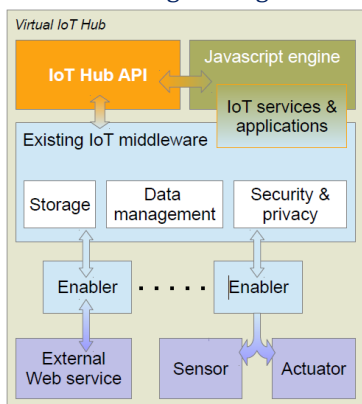 Virtual IoT Hub
IoT Hub API
Javascript engine
IoT services &
applications
Existing IoT middleware
Storage
Data
management
Security &
privacy
Enabler
Enabler
External
Web service
Sensor
Actuator